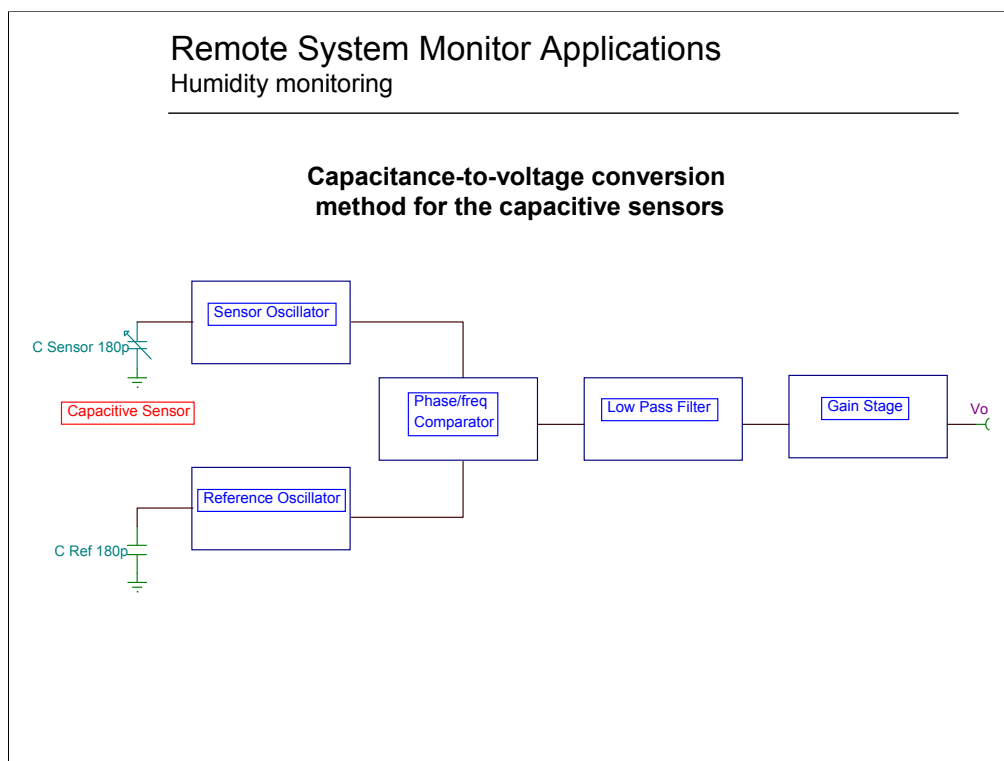 Remote System Monitor Applications
Humidity monitoring
Capacitance-to-voltage conversion
method for the capacitive sensors
Sensor Oscillator
C Sensor 180p
Capacitive Sensor
Phase/freq
Comparator
Low Pass Filter
Gain Stage
Vo
Reference Oscillator
C Ref 180p